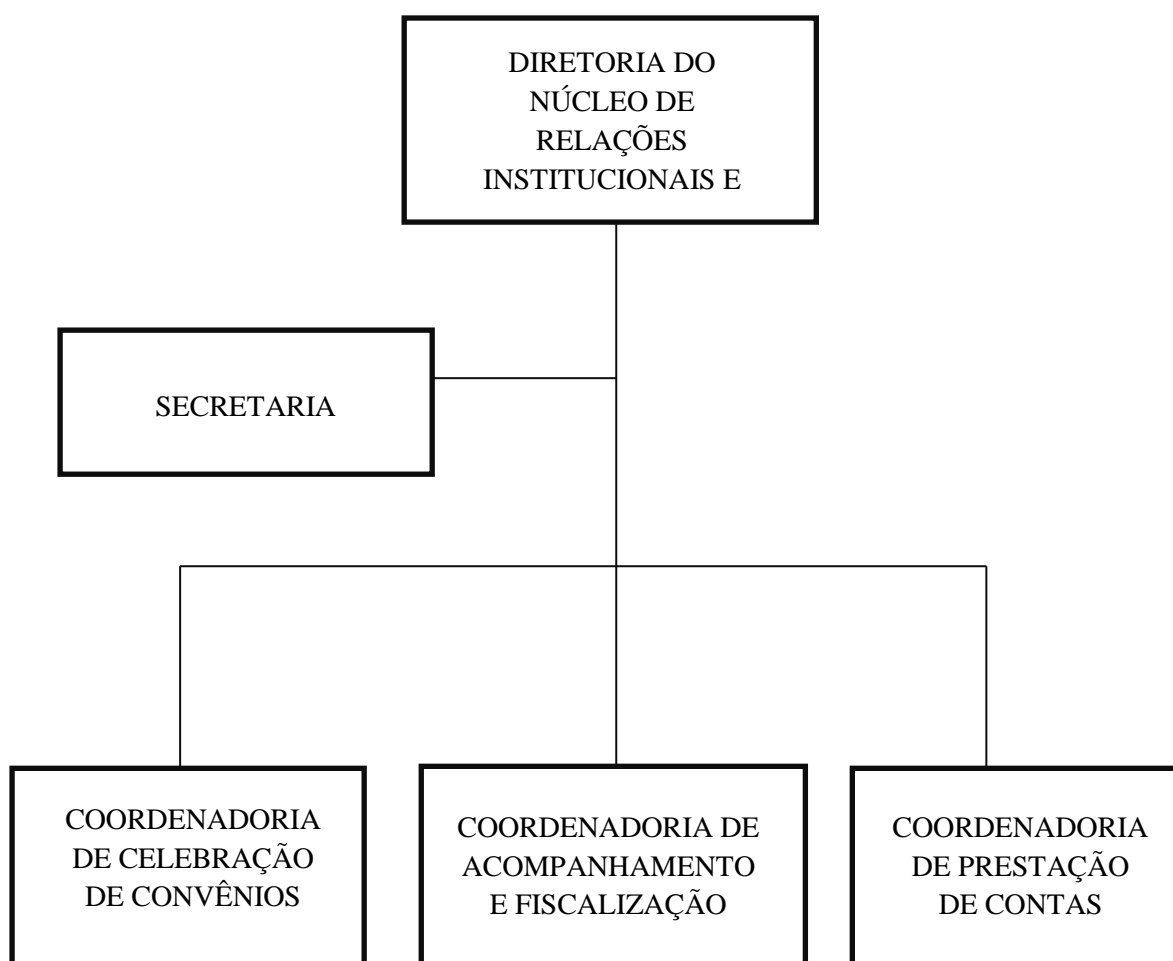 DIRETORIA DO
NÚCLEO DE
RELAÇÕES
INSTITUCIONAIS E
SECRETARIA
COORDENADORIA
DE CELEBRAÇÃO
DE CONVÊNIOS
COORDENADORIA DE
ACOMPANHAMENTO
E FISCALIZAÇÃO
COORDENADORIA
DE PRESTAÇÃO
DE CONTAS